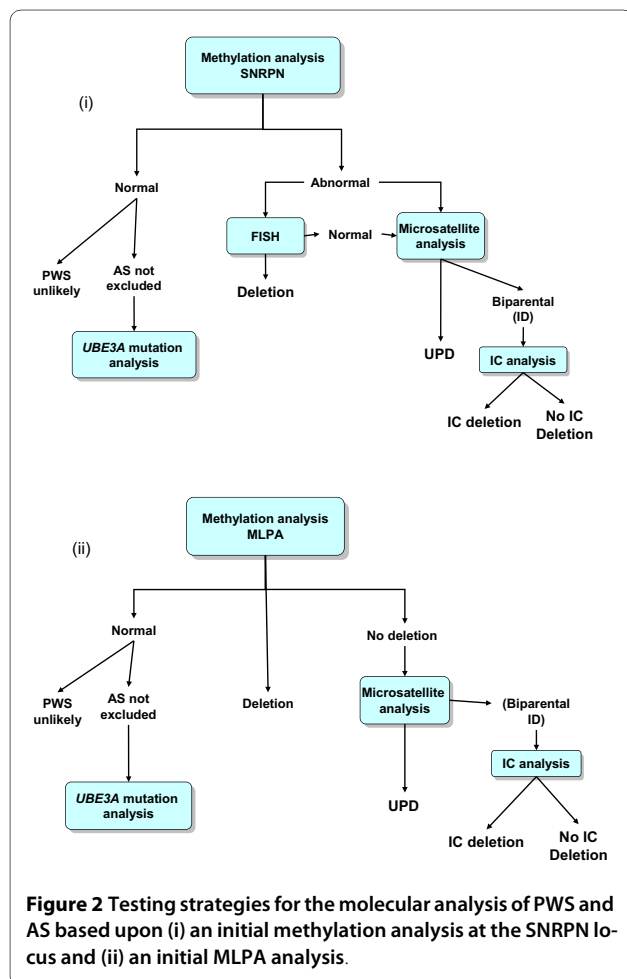 Methylation analysis
SNRPN
(i)
Normal
Abnormal
FISH
Normal
Microsatellite
analysis
PWS
unlikely
AS not
excluded
Deletion
Biparental
(ID)
UBE3A mutation
analysis
UPD
IC analysis
IC deletion
No IC
Deletion
Methylation analysis
MLPA
(ii)
Normal
No deletion
PWS
unlikely
AS not
excluded
Deletion
Microsatellite
analysis
(Biparental
ID)
IC analysis
UBE3A mutation
analysis
UPD
IC deletion
No IC
Deletion
Figure 2 Testing strategies for the molecular analysis of PWS and
AS based upon (i) an initial methylation analysis at the SNRPN lo-
cus and (ii) an initial MLPA analysis.